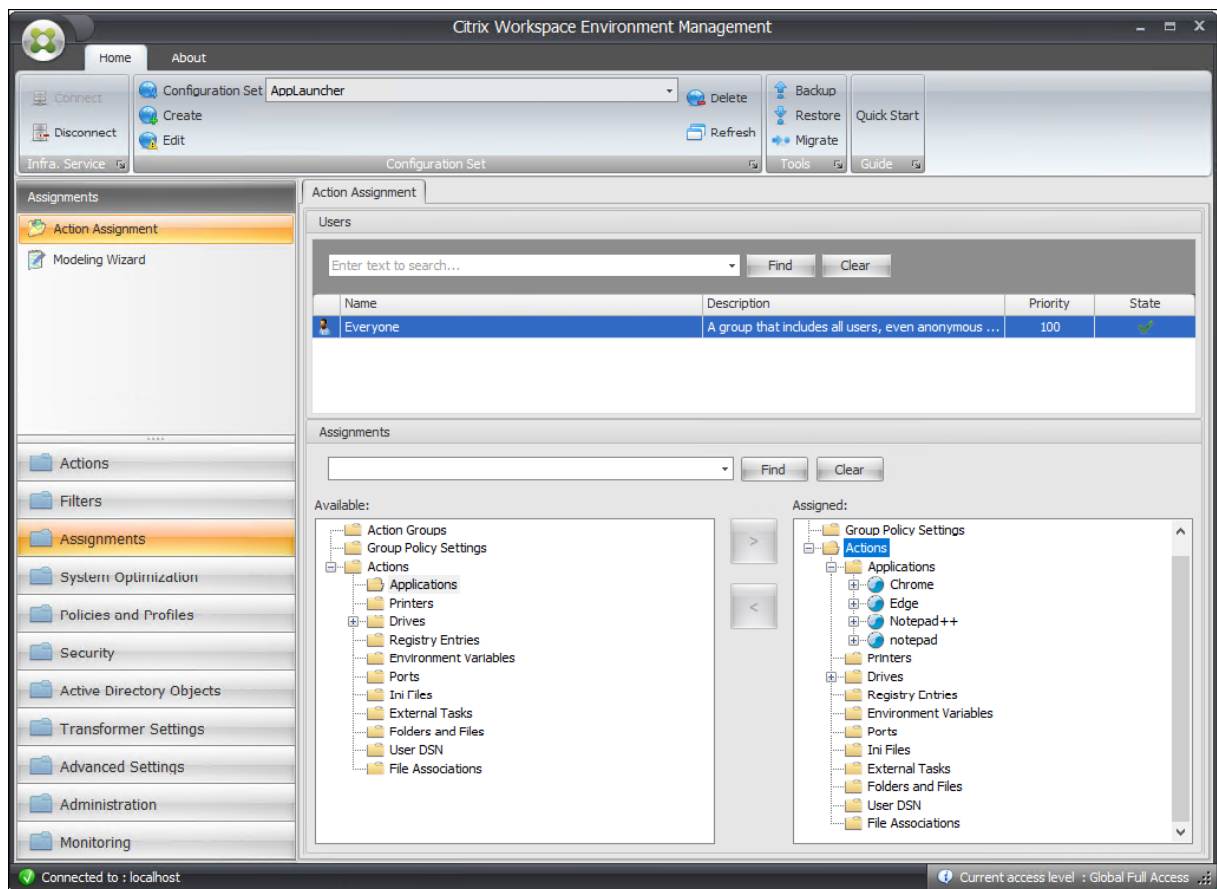 Citrix Workspace Environment Management
Home About
Connect
Disconnect
Infra. Service
Configuration Set AppLauncher
Create
Edit
Delete
Refresh
Configuration Set
Backup
Restore
Migrate
Tools
Quick Start
Guide
Assignments
Action Assignment
Modeling Wizard
Actions
Filters
Assignments
System Optimization
Policies and Profiles
Security
Active Directory Objects
Transformer Settings
Advanced Settings
Administration
Monitoring
Action Assignment
Users
Enter text to search...
Find Clear
Name Description Priority State
Everyone A group that includes all users, even anonymous ... 100
Assignments
Find Clear
Available:
Action Groups
Group Policy Settings
Actions
Applications
Printers
Drives
Registry Entries
Environment Variables
Ports
Ini Files
External Tasks
Folders and Files
User DSN
File Associations
>
<
Assigned:
Group Policy Settings
Actions
Applications
Chrome
Edge
Notepad++
notepad
Printers
Drives
Registry Entries
Environment Variables
Ports
Ini Files
External Tasks
Folders and Files
User DSN
File Associations
Connected to : localhost
Current access level : Global Full Access